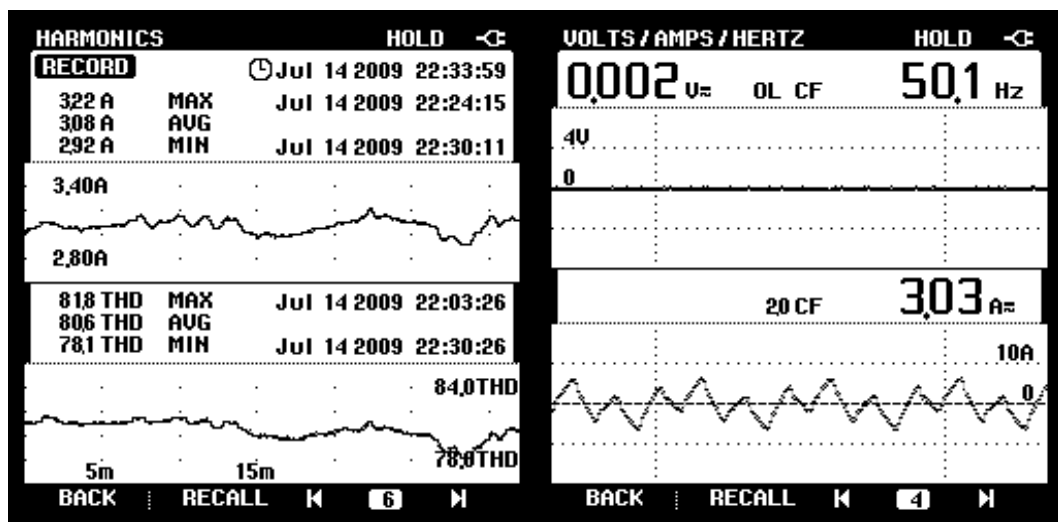 HARMONICS HOLD
RECORD Jul 14 2009 22:33:59
3,22 A MAX Jul 14 2009 22:24:15
3,08 A AVG
2,92 A MIN Jul 14 2009 22:30:11
3,40A
2,80A
81,8 THD MAX Jul 14 2009 22:03:26
80,6 THD AVG
78,1 THD MIN Jul 14 2009 22:30:26
84,0THD
78,0THD
5m 15m
BACK RECALL 6
VOLTS/AMPS/HERTZ HOLD
0,002 V≂ OL CF 50,1 Hz
4V
0
2,0 CF 3,03 A≂
10A
0
BACK RECALL 4